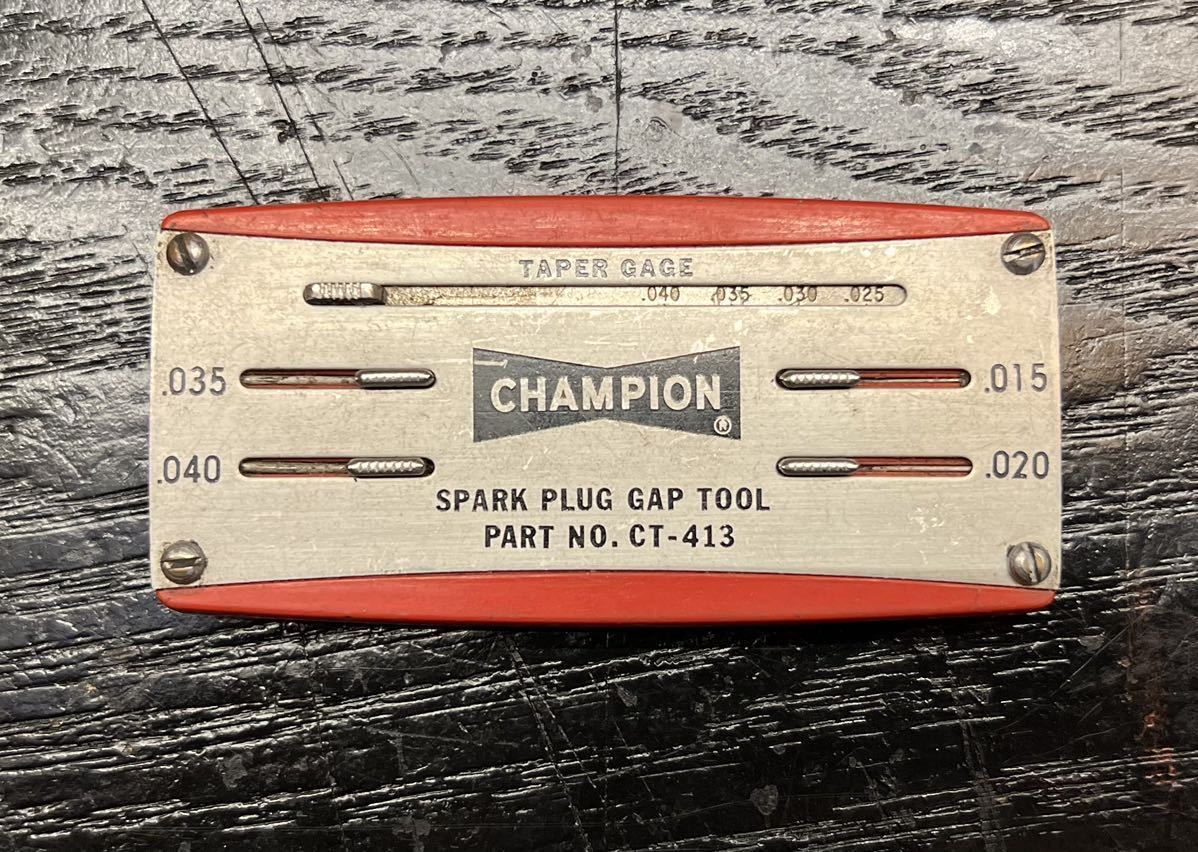 TAPER GAGE
.040 .035 .030 .025
.035
CHAMPION ®
.015
.040
.020
SPARK PLUG GAP TOOL
PART NO. CT-413